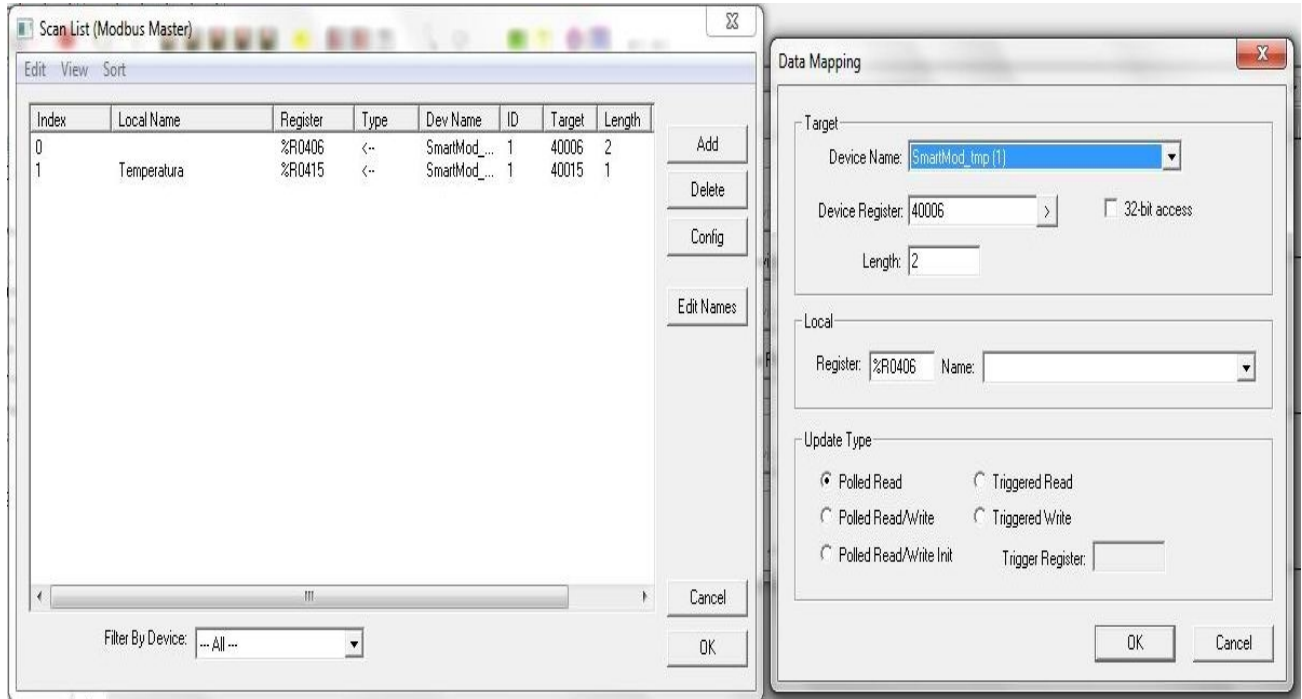 Scan List (Modbus Master)
Edit View Sort
Index Local Name Register Type Dev Name ID Target Length
0 %R0406 <-- SmartMod_... 1 40006 2
1 Temperatura %R0415 <-- SmartMod_... 1 40015 1
Add
Delete
Config
Edit Names
Cancel
OK
Filter By Device: --- All ---
Data Mapping
Target
Device Name: SmartMod_tmp (1)
Device Register: 40006 > 32-bit access
Length: 2
Local
Register: %R0406 Name:
Update Type
Polled Read Triggered Read
Polled Read/Write Triggered Write
Polled Read/Write Init Trigger Register:
OK Cancel